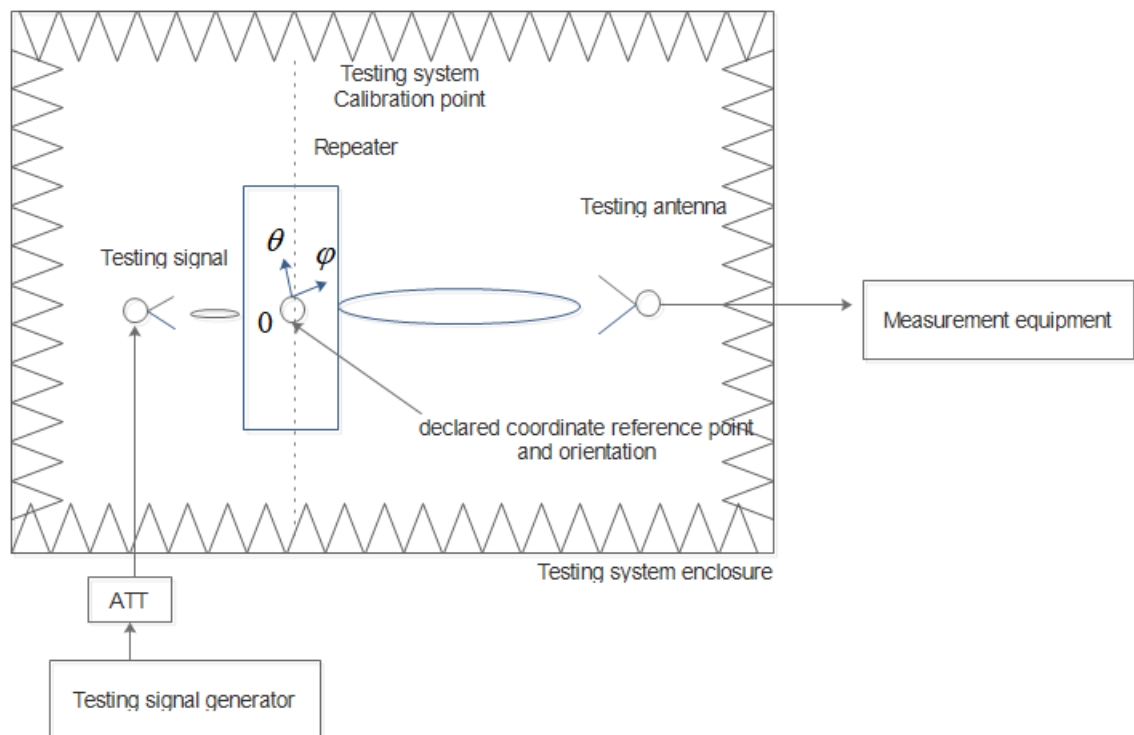 Testing system
Calibration point
Repeater
Testing antenna
θ
φ
Testing signal
0
Measurement equipment
declared coordinate reference point
and orientation
Testing system enclosure
ATT
Testing signal generator